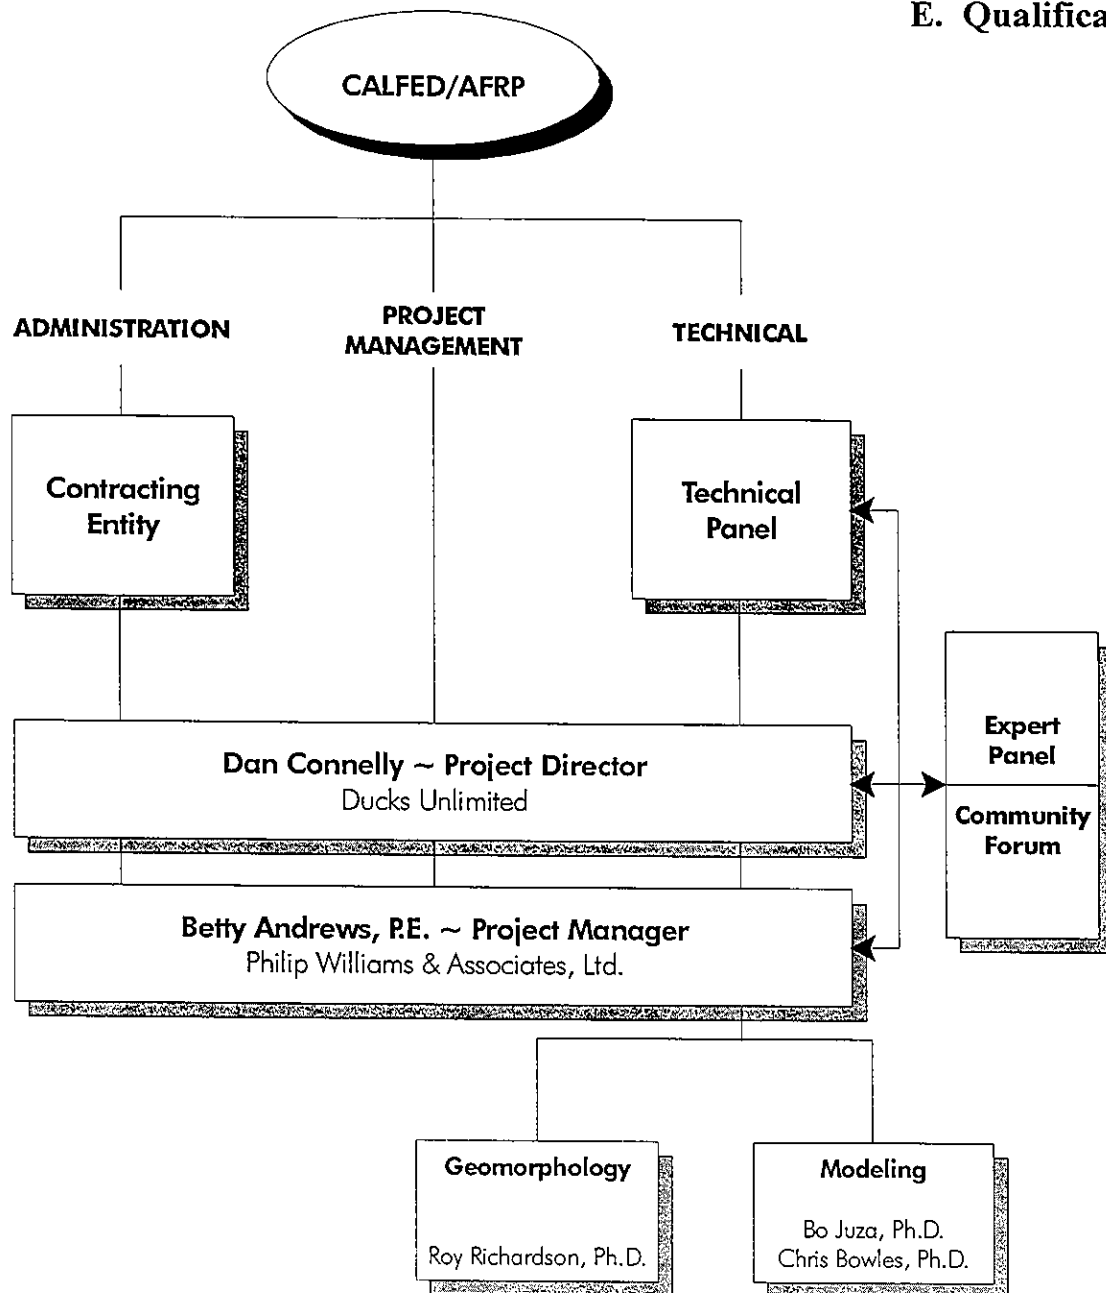 E. Qualifica
CALFED/AFRP
ADMINISTRATION
PROJECT
MANAGEMENT
TECHNICAL
Contracting
Entity
Technical
Panel
Expert
Panel
Community
Forum
Dan Connelly ~ Project Director
Ducks Unlimited
Betty Andrews, P.E. ~ Project Manager
Philip Williams & Associates, Ltd.
Geomorphology
Roy Richardson, Ph.D.
Modeling
Bo Juza, Ph.D.
Chris Bowles, Ph.D.